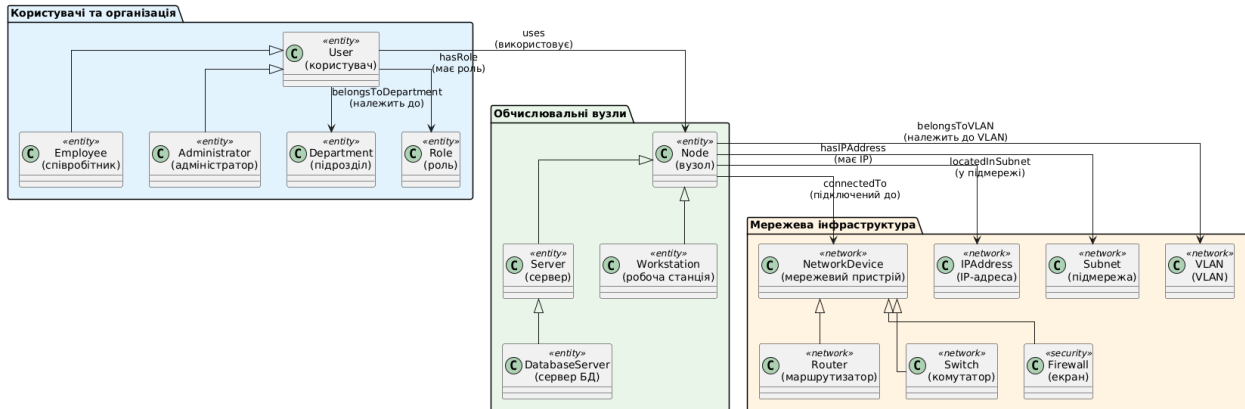 Користувачі та організація
«entity»
User
(користувач)
uses
(використовує)
hasRole
(має роль)
belongsToDepartment
(належить до)
«entity»
Employee
(співробітник)
«entity»
Administrator
(адміністратор)
«entity»
Department
(підрозділ)
«entity»
Role
(роль)
Обчислювальні вузли
«entity»
Node
(вузол)
belongsToVLAN
(належить до VLAN)
hasIPAddress
(має IP)
locatedInSubnet
(у підмережі)
connectedTo
(підключений до)
«entity»
Server
(сервер)
«entity»
Workstation
(робоча станція)
«entity»
DatabaseServer
(сервер БД)
Мережева інфраструктура
«network»
NetworkDevice
(мережевий пристрій)
«network»
IPAddress
(IP-адреса)
«network»
Subnet
(підмережа)
«network»
VLAN
(VLAN)
«network»
Router
(маршрутизатор)
«network»
Switch
(комутатор)
«security»
Firewall
(екран)